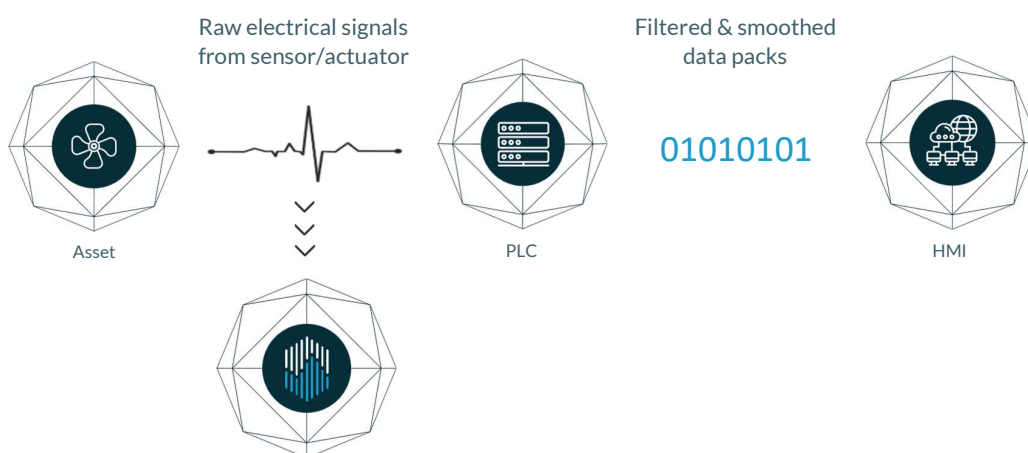 Raw electrical signals
from sensor/actuator
Filtered & smoothed
data packs
01010101
Asset
PLC
HMI